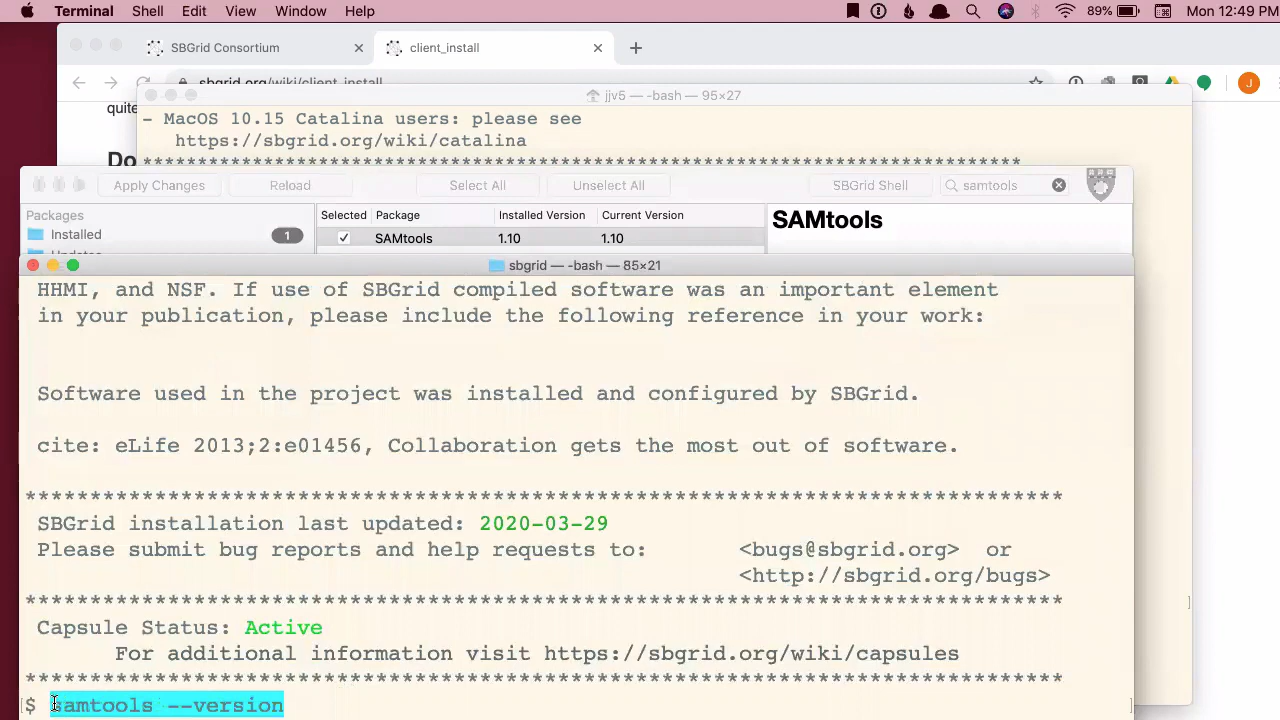 Terminal Shell Edit View Window Help 89% Mon 12:49 PM
SBGrid Consortium client_install
sbgrid.org/wiki/client_install J
quite
jjv5 — -bash — 95×27
- MacOS 10.15 Catalina users: please see
https://sbgrid.org/wiki/catalina
Do
********************************************************************************
Apply Changes Reload Select All Unselect All SBGrid Shell samtools
Packages Selected Package Installed Version Current Version SAMtools
Installed 1 SAMtools 1.10 1.10
Updates
sbgrid — -bash — 85×21
HHMI, and NSF. If use of SBGrid compiled software was an important element
in your publication, please include the following reference in your work:
Software used in the project was installed and configured by SBGrid.
cite: eLife 2013;2:e01456, Collaboration gets the most out of software.
********************************************************************************
SBGrid installation last updated: 2020-03-29
Please submit bug reports and help requests to: <bugs@sbgrid.org> or
<http://sbgrid.org/bugs>
********************************************************************************
Capsule Status: Active
For additional information visit https://sbgrid.org/wiki/capsules
********************************************************************************
[$ samtools --version ]